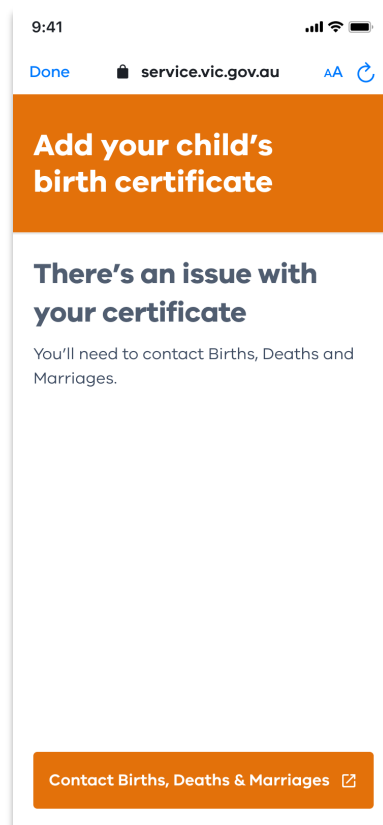 9:41
Done service.vic.gov.au AA
Add your child’s
birth certificate
There’s an issue with
your certificate
You’ll need to contact Births, Deaths and
Marriages.
Contact Births, Deaths & Marriages